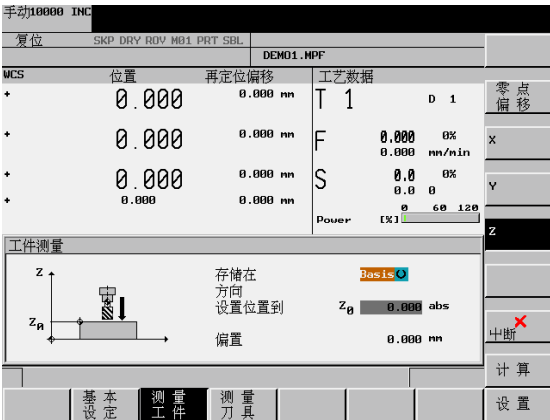 手动10000 INC
复位 SKP DRY ROV M01 PRT SBL
DEMO1.MPF
WCS 位置 再定位偏移 工艺数据
+ 0.000 0.000 mm T 1 D 1
+ 0.000 0.000 mm F 0.000 0%
0.000 mm/min
+ 0.000 0.000 mm S 0.0 0%
0.0 0
+ 0.000 0.000 mm
0 60 120
Power [%]
零点
偏移
X
Y
Z
工件测量
Z
Z0
存储在 Basis
方向
设置位置到 Z0 0.000 abs
偏置 0.000 mm
中断
计算
设置
基本
设定
测量
工件
测量
刀具